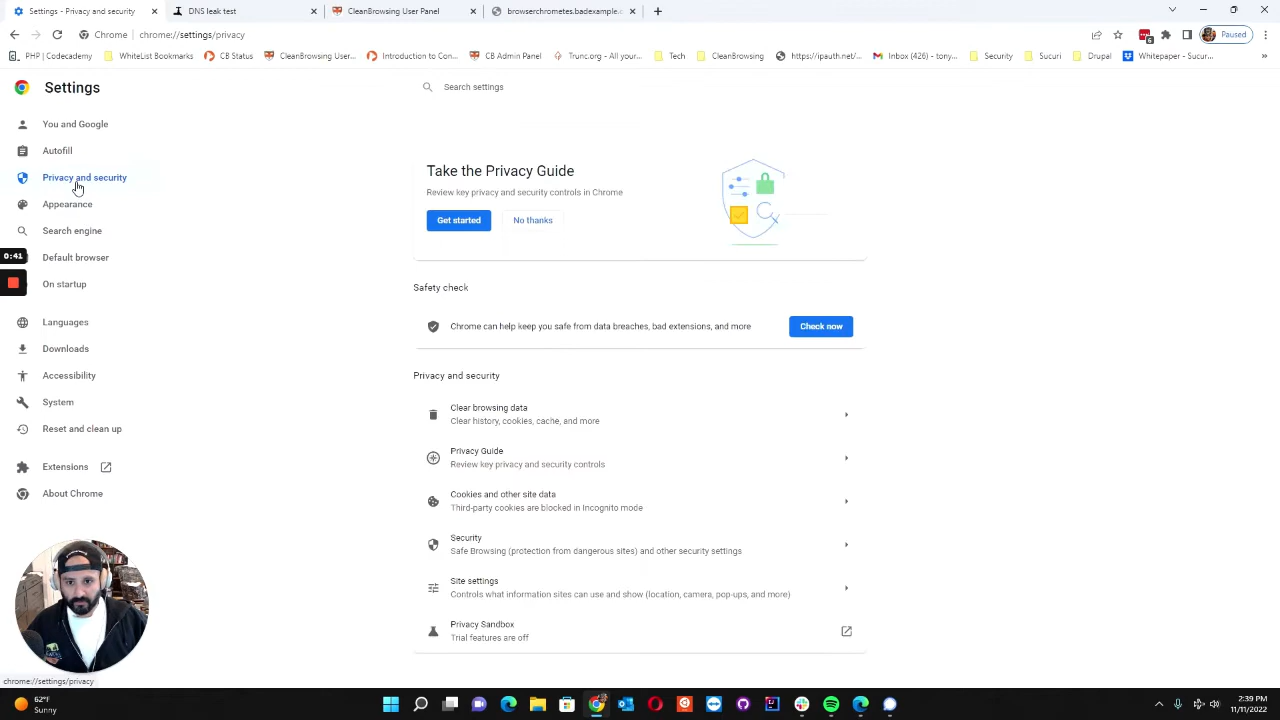 Settings - Privacy and security
DNS leak test
CleanBrowsing User Panel
browserchrometes.badexample.c
Chrome | chrome://settings/privacy
Paused
PHP | Codecademy
WhiteList Bookmarks
CB Status
CleanBrowsing User...
Introduction to Con...
CB Admin Panel
Trunc.org - All your...
Tech
CleanBrowsing
https://ipauth.net/...
Inbox (426) - tony...
Security
Sucuri
Drupal
Whitepaper - Sucur...
»
Settings
Search settings
You and Google
Autofill
Privacy and security
Appearance
Search engine
Default browser
On startup
Languages
Downloads
Accessibility
System
Reset and clean up
Extensions
About Chrome
0:41
Take the Privacy Guide
Review key privacy and security controls in Chrome
Get started
No thanks
Safety check
Chrome can help keep you safe from data breaches, bad extensions, and more
Check now
Privacy and security
Clear browsing data
Clear history, cookies, cache, and more
Privacy Guide
Review key privacy and security controls
Cookies and other site data
Third-party cookies are blocked in Incognito mode
Security
Safe Browsing (protection from dangerous sites) and other security settings
Site settings
Controls what information sites can use and show (location, camera, pop-ups, and more)
Privacy Sandbox
Trial features are off
chrome://settings/privacy
62°F
Sunny
2:39 PM
11/11/2022